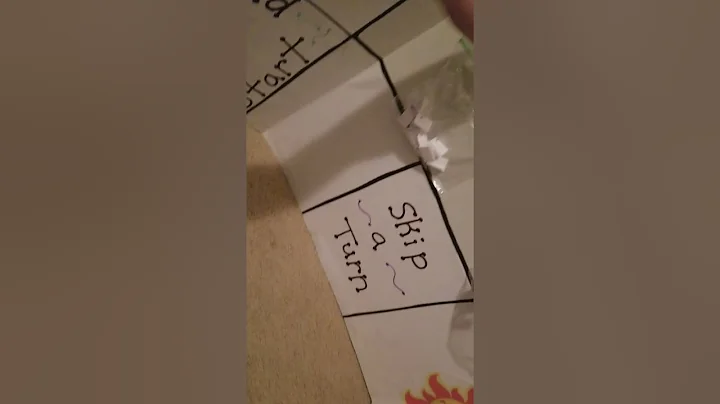 Start
Skip
~ a ~
Turn